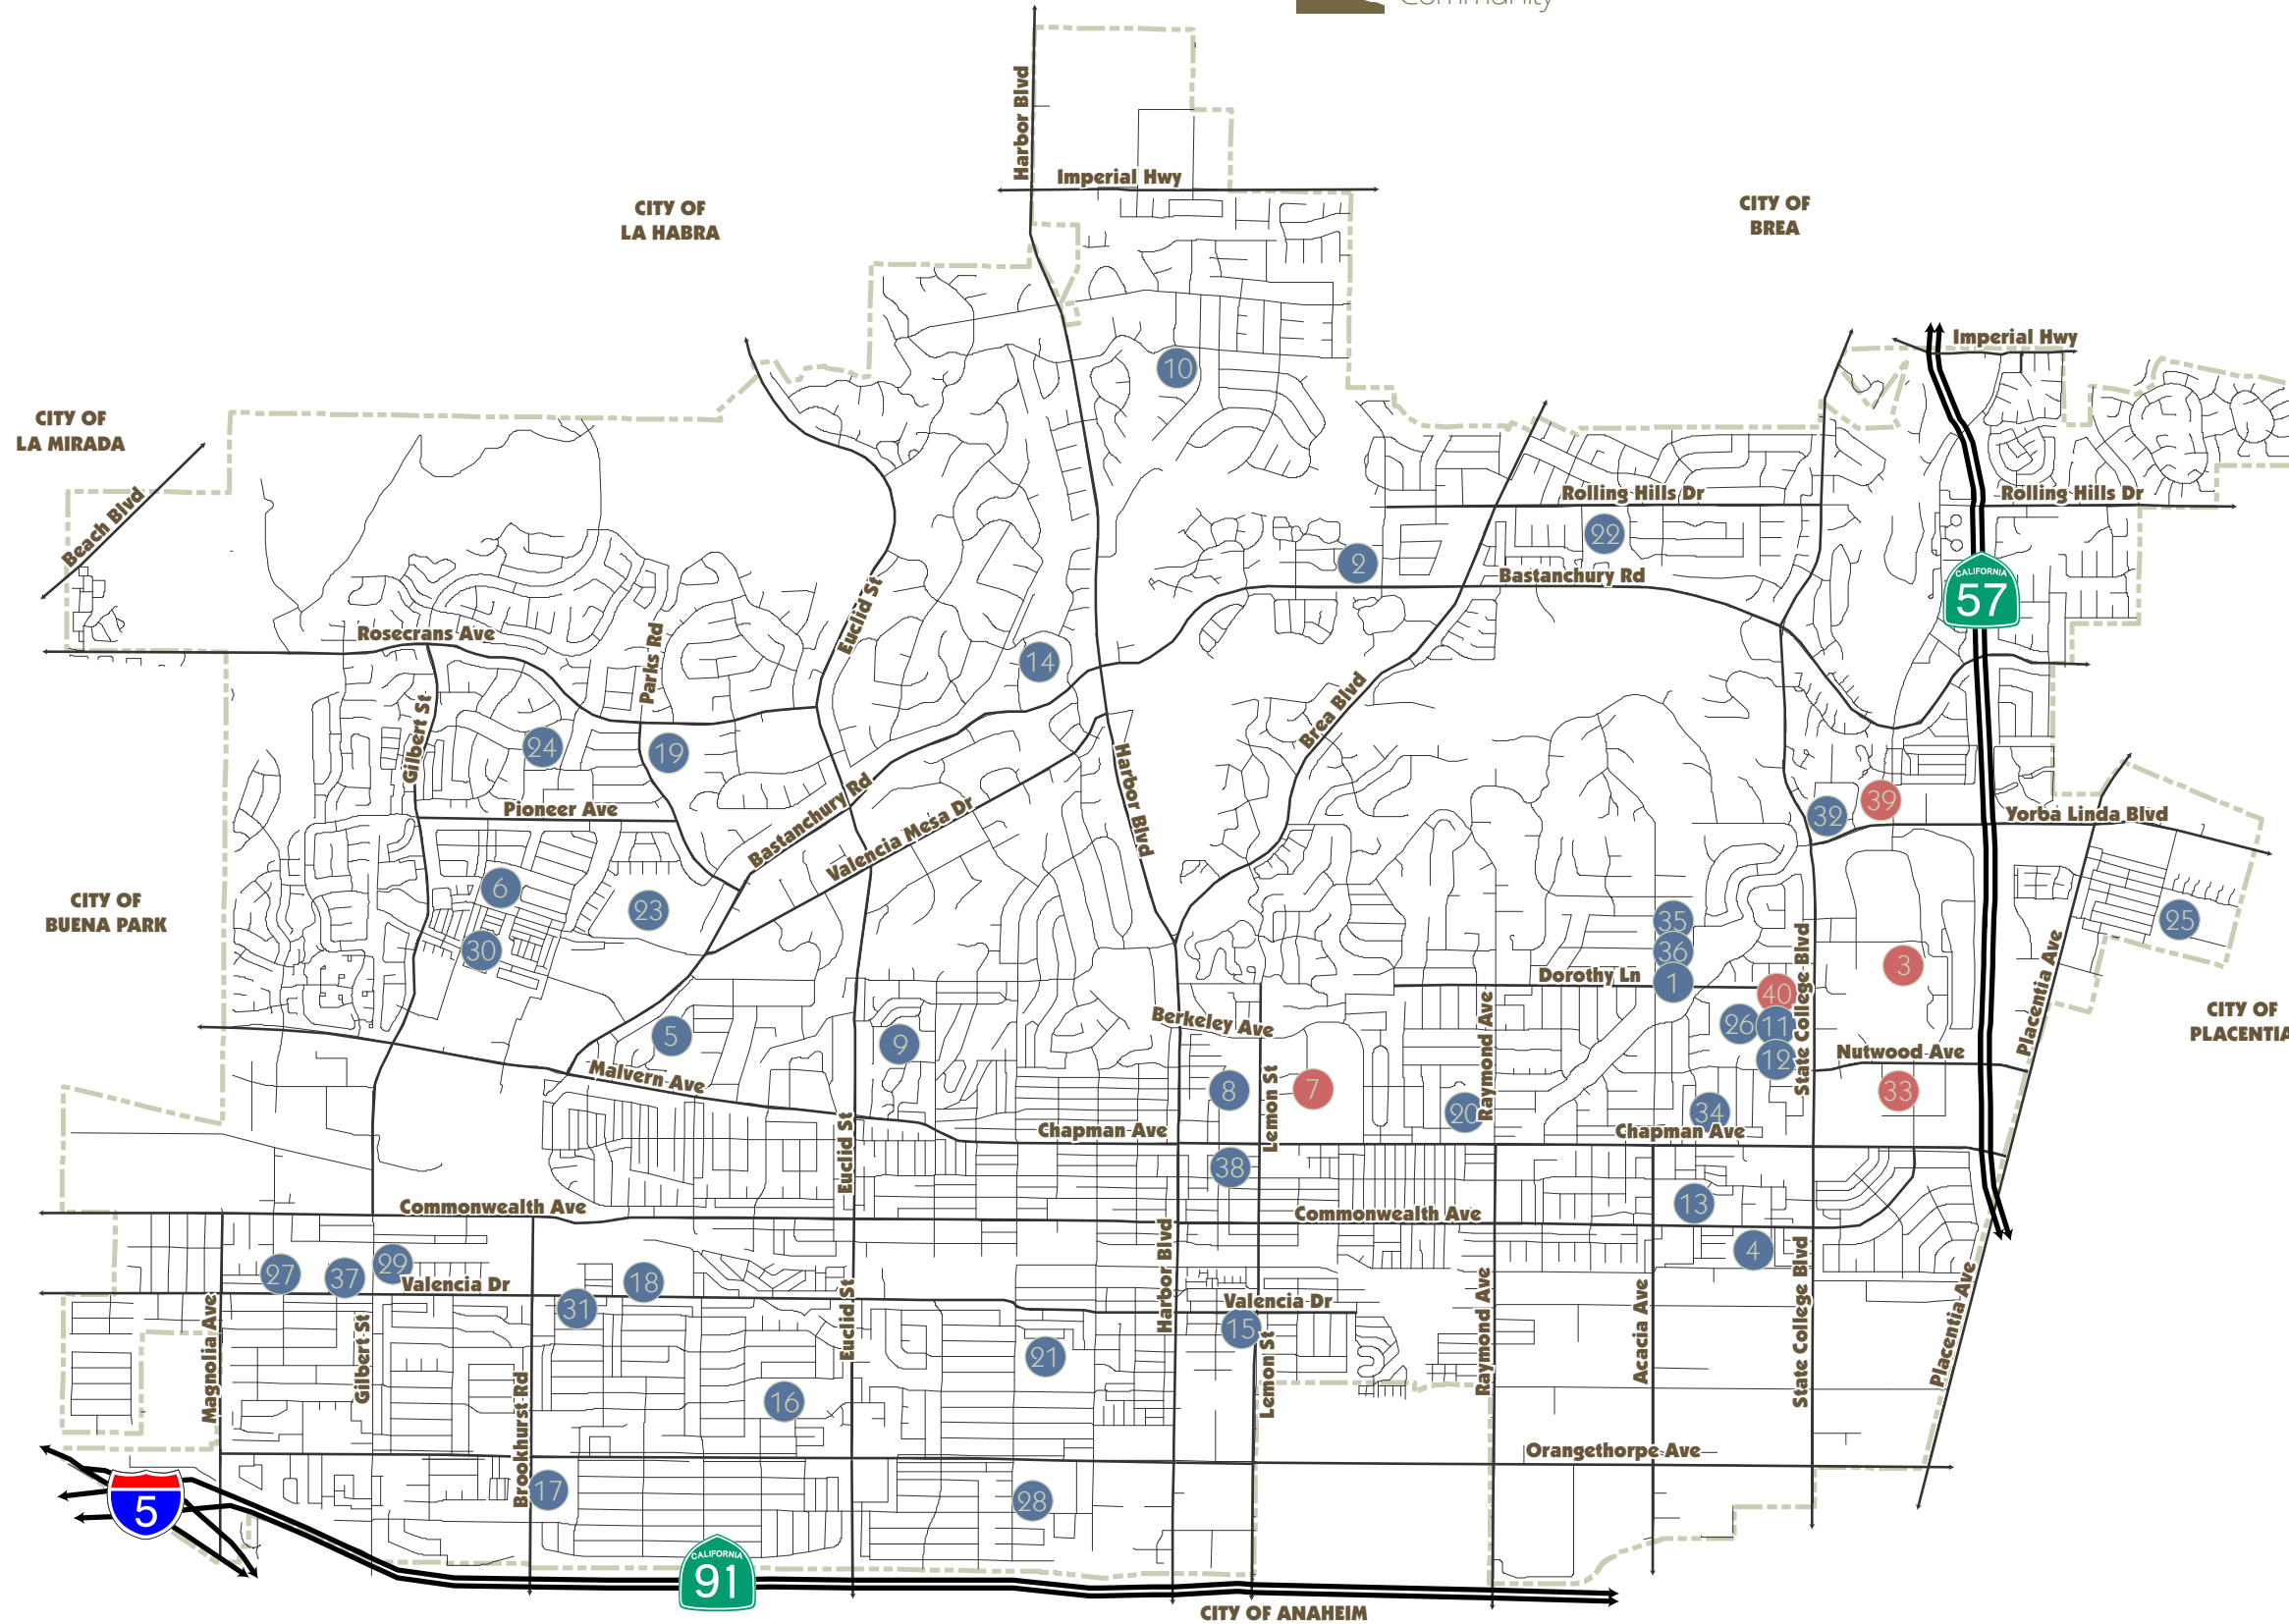 Community
Harbor Blvd
Imperial Hwy
CITY OF
LA HABRA
CITY OF
BREA
Imperial Hwy
10
CITY OF
LA MIRADA
Beach Blvd
Rolling Hills Dr
Rolling Hills Dr
22
2
Bastanchury Rd
CALIFORNIA
57
Euclid St
Rosecrans Ave
Parks Rd
14
Gilbert St
24
19
Brea Blvd
Harbor Blvd
Pioneer Ave
Bastanchury Rd
Valencia Mesa Dr
32
39
Yorba Linda Blvd
6
23
30
CITY OF
BUENA PARK
35
36
1
Dorothy Ln
40
State College Blvd
3
25
Placentia Ave
CITY OF
PLACENTIA
5
9
Berkeley Ave
Raymond Ave
26
11
12
Nutwood Ave
Malvern Ave
8
Lemon St
7
20
34
33
Euclid St
Chapman Ave
Chapman Ave
38
13
Commonwealth Ave
Commonwealth Ave
27
37
29
Valencia Dr
18
31
Harbor Blvd
4
Valencia Dr
15
Magnolia Ave
Gilbert St
Euclid St
21
Lemon St
Raymond Ave
Acacia Ave
State College Blvd
Placentia Ave
16
Brookhurst Rd
Orangethorpe Ave
5
17
28
CALIFORNIA
91
CITY OF ANAHEIM